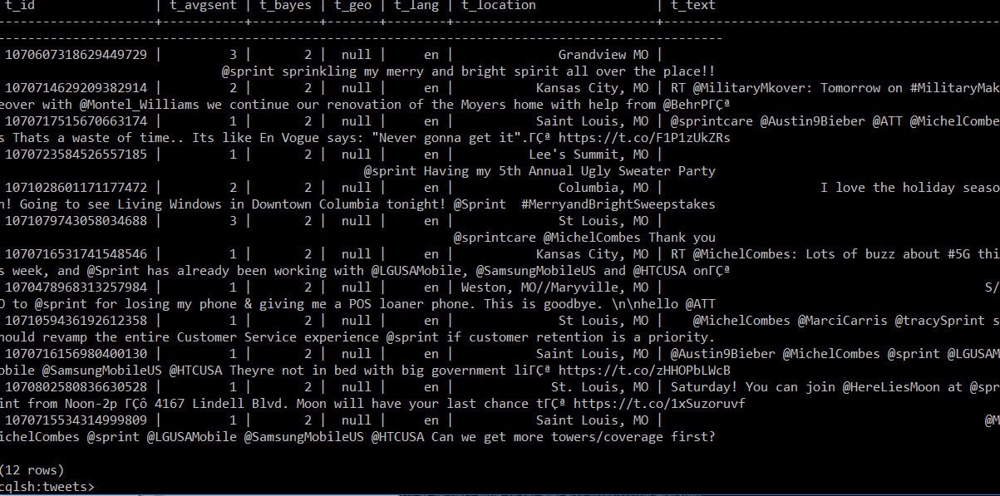 t_id | t_avgsent | t_bayes | t_geo | t_lang | t_location | t_text
--------------------+-----------+---------+-------+--------+---------------------------+---------------------------------------------
------------------------------------------------------------------------------------------------
1070607318629449729 | 3 | 2 | null | en | Grandview MO |
@sprint sprinkling my merry and bright spirit all over the place!!
1070714629209382914 | 2 | 2 | null | en | Kansas City, MO | RT @MilitaryMkover: Tomorrow on #MilitaryMak
eover with @Montel_Williams we continue our renovation of the Moyers home with help from @BehrPΓÇª
1070717515670663174 | 1 | 2 | null | en | Saint Louis, MO | @sprintcare @Austin9Bieber @ATT @MichelCombe
s Thats a waste of time.. Its like En Vogue says: "Never gonna get it".ΓÇª https://t.co/F1P1zUkZRs
1070723584526557185 | 1 | 2 | null | en | Lee's Summit, MO |
@sprint Having my 5th Annual Ugly Sweater Party
1071028601171177472 | 2 | 2 | null | en | Columbia, MO | I love the holiday seaso
n! Going to see Living Windows in Downtown Columbia tonight! @Sprint #MerryandBrightSweepstakes
1071079743058034688 | 3 | 2 | null | en | St Louis, MO |
@sprintcare @MichelCombes Thank you
1070716531741548546 | 1 | 2 | null | en | Kansas City, MO | RT @MichelCombes: Lots of buzz about #5G thi
s week, and @Sprint has already been working with @LGUSAMobile, @SamsungMobileUS and @HTCUSA onΓÇª
1070478968313257984 | 1 | 2 | null | en | Weston, MO//Maryville, MO | S/
O to @sprint for losing my phone & giving me a POS loaner phone. This is goodbye. \n\nhello @ATT
1071059436192612358 | 1 | 2 | null | en | St Louis, MO | @MichelCombes @MarciCarris @tracySprint s
hould revamp the entire Customer Service experience @sprint if customer retention is a priority.
1070716156980400130 | 1 | 2 | null | en | Saint Louis, MO | @Austin9Bieber @MichelCombes @sprint @LGUSAM
obile @SamsungMobileUS @HTCUSA Theyre not in bed with big government liΓÇª https://t.co/zHHOPbLWcB
1070802580836630528 | 1 | 2 | null | en | St. Louis, MO | Saturday! You can join @HereLiesMoon at @spr
int from Noon-2p ΓÇô 4167 Lindell Blvd. Moon will have your last chance tΓÇª https://t.co/1xSuzoruvf
1070715534314999809 | 1 | 2 | null | en | Saint Louis, MO | @M
ichelCombes @sprint @LGUSAMobile @SamsungMobileUS @HTCUSA Can we get more towers/coverage first?
(12 rows)
cqlsh:tweets>